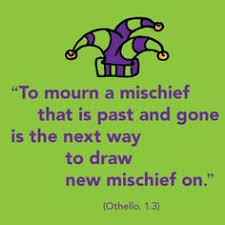 “To mourn a mischief
that is past and gone
is the next way
to draw
new mischief on.”
(Othello, 1.3)